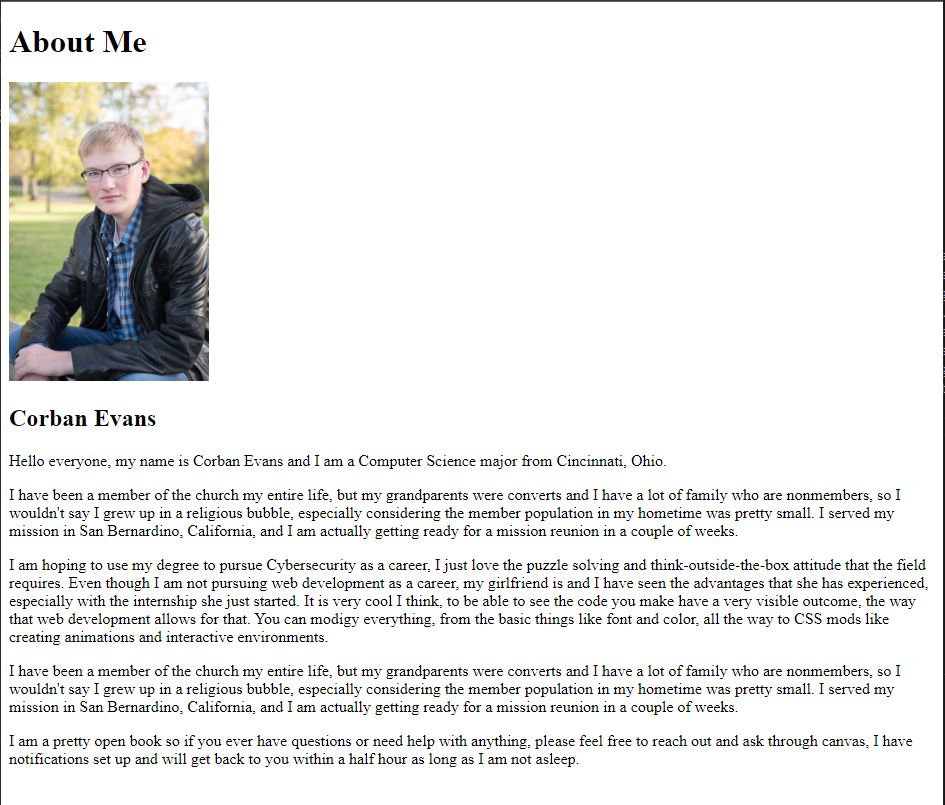 About Me
Corban Evans
Hello everyone, my name is Corban Evans and I am a Computer Science major from Cincinnati, Ohio.
I have been a member of the church my entire life, but my grandparents were converts and I have a lot of family who are nonmembers, so I
wouldn't say I grew up in a religious bubble, especially considering the member population in my hometime was pretty small. I served my
mission in San Bernardino, California, and I am actually getting ready for a mission reunion in a couple of weeks.
I am hoping to use my degree to pursue Cybersecurity as a career, I just love the puzzle solving and think-outside-the-box attitude that the field
requires. Even though I am not pursuing web development as a career, my girlfriend is and I have seen the advantages that she has experienced,
especially with the internship she just started. It is very cool I think, to be able to see the code you make have a very visible outcome, the way
that web development allows for that. You can modigy everything, from the basic things like font and color, all the way to CSS mods like
creating animations and interactive environments.
I have been a member of the church my entire life, but my grandparents were converts and I have a lot of family who are nonmembers, so I
wouldn't say I grew up in a religious bubble, especially considering the member population in my hometime was pretty small. I served my
mission in San Bernardino, California, and I am actually getting ready for a mission reunion in a couple of weeks.
I am a pretty open book so if you ever have questions or need help with anything, please feel free to reach out and ask through canvas, I have
notifications set up and will get back to you within a half hour as long as I am not asleep.